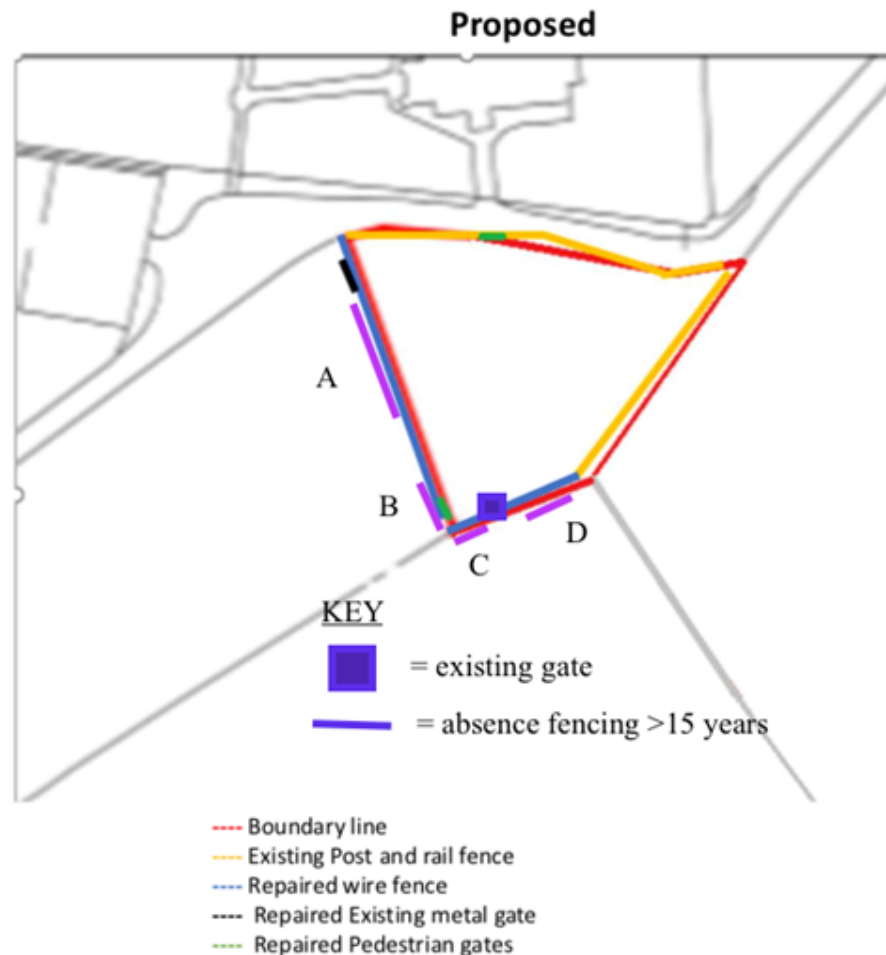 Proposed
A
B
D
C
KEY
= existing gate
= absence fencing >15 years
---- Boundary line
---- Existing Post and rail fence
---- Repaired wire fence
---- Repaired Existing metal gate
---- Repaired Pedestrian gates